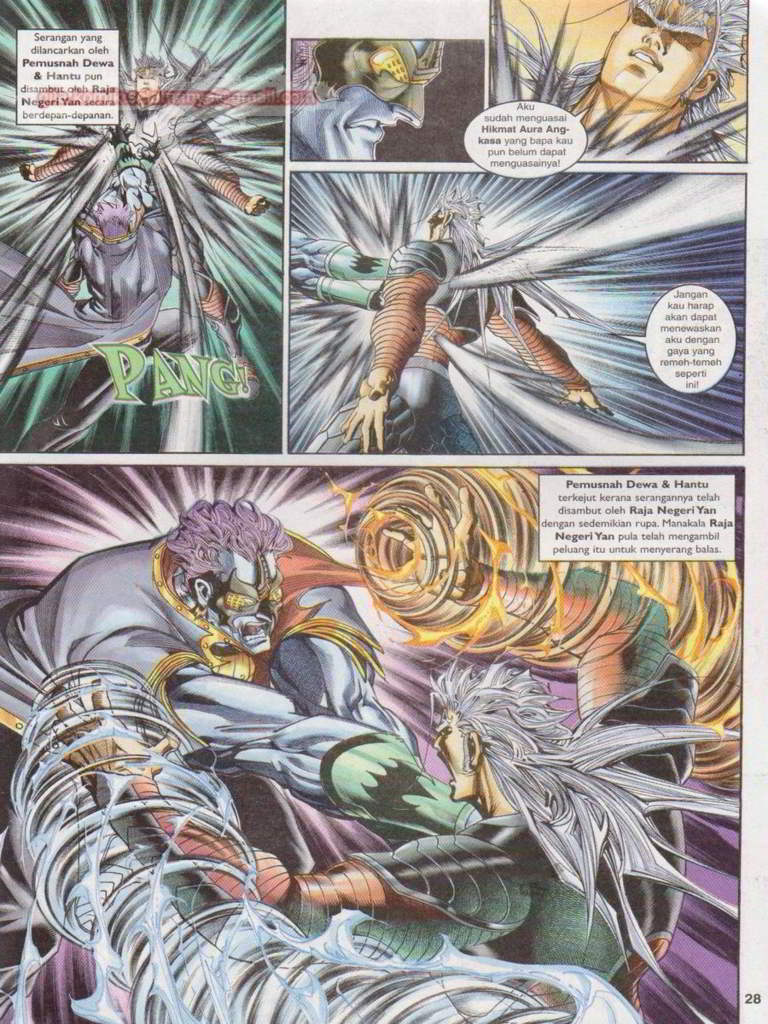 Serangan yang
dilancarkan oleh
Pemusnah Dewa
& Hantu pun
disambut oleh Raja
Negeri Yan secara
berdepan-depanan.
Aku
sudah menguasai
Hikmat Aura Ang-
kasa yang bapa kau
pun belum dapat
menguasainya!
PANG!
Jangan
kau harap
akan dapat
menewaskan
aku dengan
gaya yang
remeh-temeh
seperti
ini!
Pemusnah Dewa & Hantu
terkejut kerana serangannya telah
disambut oleh Raja Negeri Yan
dengan sedemikian rupa. Manakala Raja
Negeri Yan pula telah mengambil
peluang itu untuk menyerang balas.
28